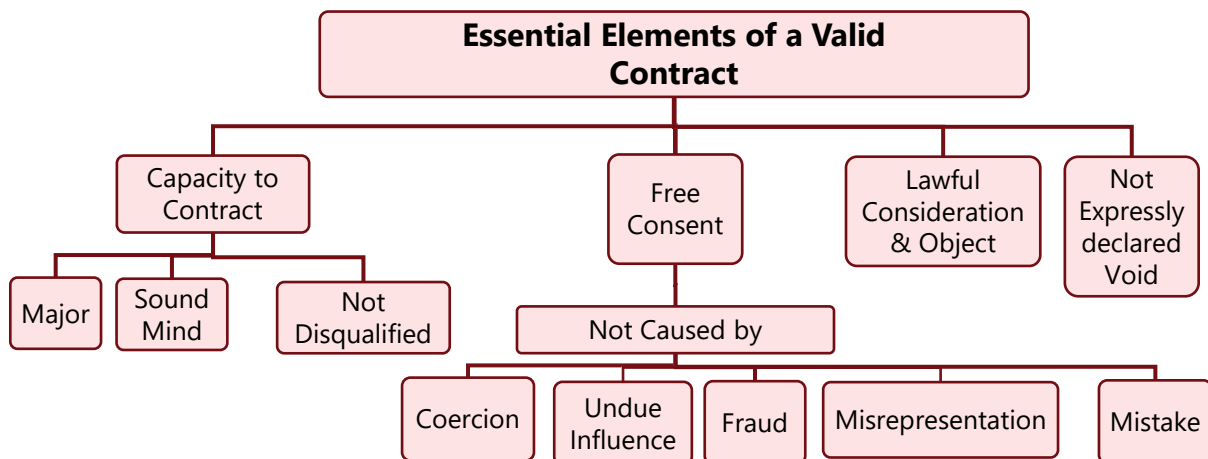 Essential Elements of a Valid
Contract
Capacity to
Contract
Free
Consent
Lawful
Consideration
& Object
Not
Expressly
declared
Void
Major
Sound
Mind
Not
Disqualified
Not Caused by
Coercion
Undue
Influence
Fraud
Misrepresentation
Mistake